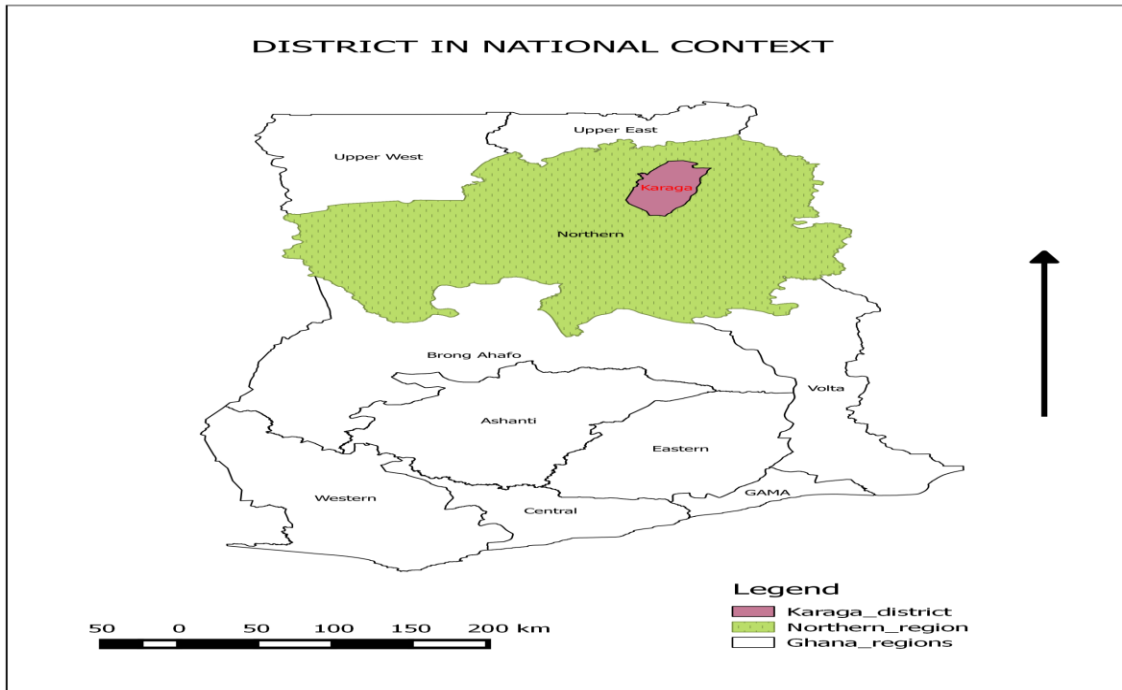 DISTRICT IN NATIONAL CONTEXT
Upper East
Upper West
Karaga
Northern
Brong Ahafo
Volta
Ashanti
Eastern
GAMA
Western
Central
Legend
Karaga_district
Northern_region
Ghana_regions
50 0 50 100 150 200 km